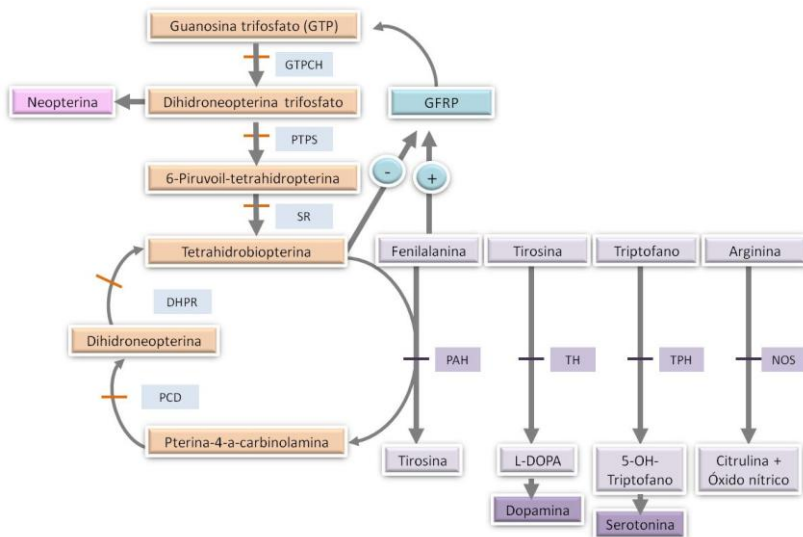 Guanosina trifosfato (GTP)
GTPCH
Neopterina
Dihidroneopterina trifosfato
GFRP
PTPS
6-Piruvoil-tetrahidropterina
-
+
SR
Tetrahidrobiopterina
Fenilalanina
Tirosina
Triptofano
Arginina
DHPR
Dihidroneopterina
PAH
TH
TPH
NOS
PCD
Pterina-4-a-carbinolamina
Tirosina
L-DOPA
5-OH-
Triptofano
Citrulina +
Óxido nítrico
Dopamina
Serotonina